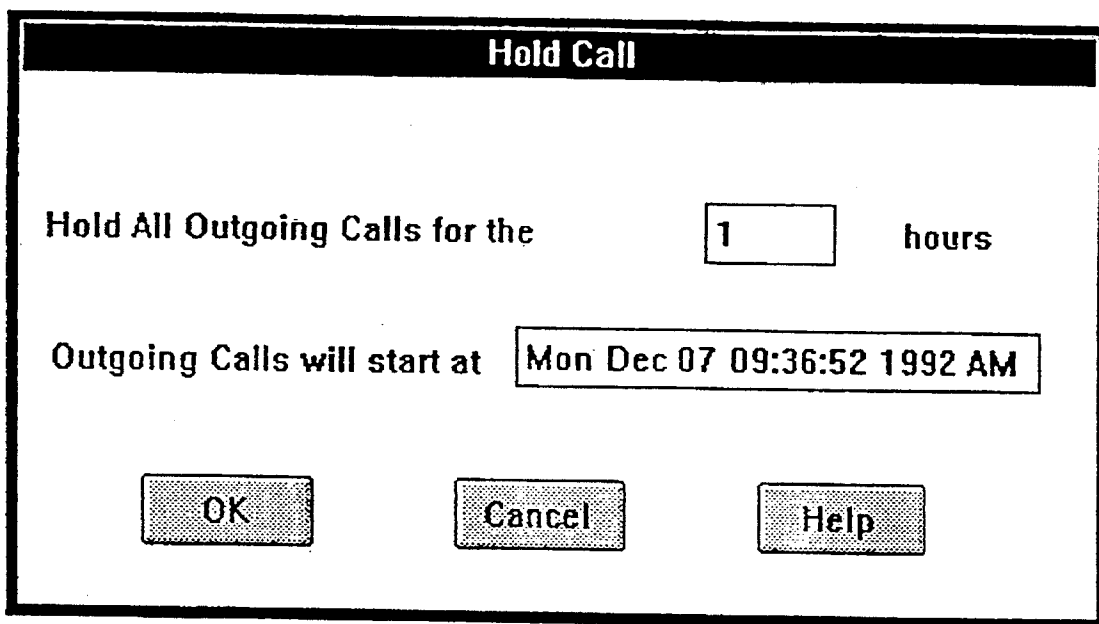 Hold Call
Hold All Outgoing Calls for the 1 hours
Outgoing Calls will start at Mon Dec 07 09:36:52 1992 AM
OK Cancel Help